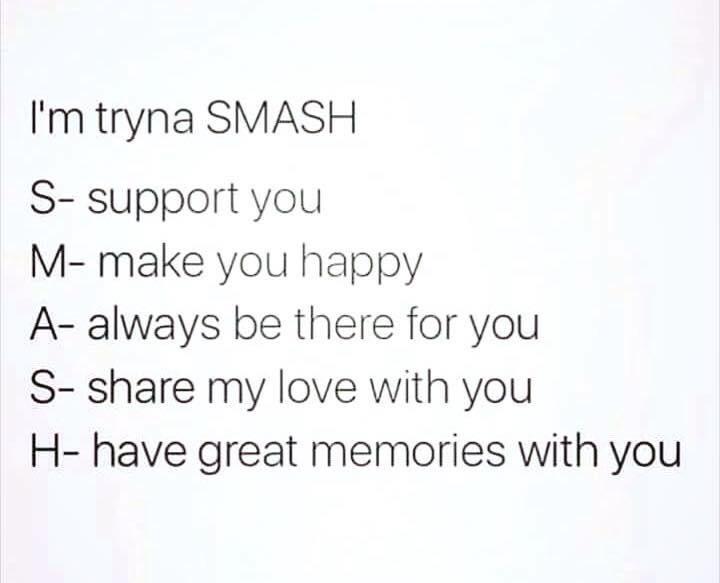 I'm tryna SMASH
S- support you
M- make you happy
A- always be there for you
S- share my love with you
H- have great memories with you